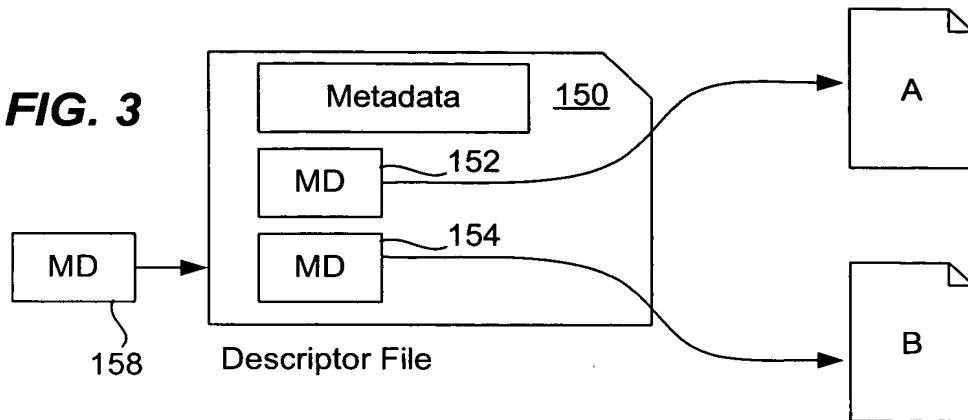 FIG. 3
Metadata
150
A
MD
152
MD
154
MD
158
Descriptor File
B